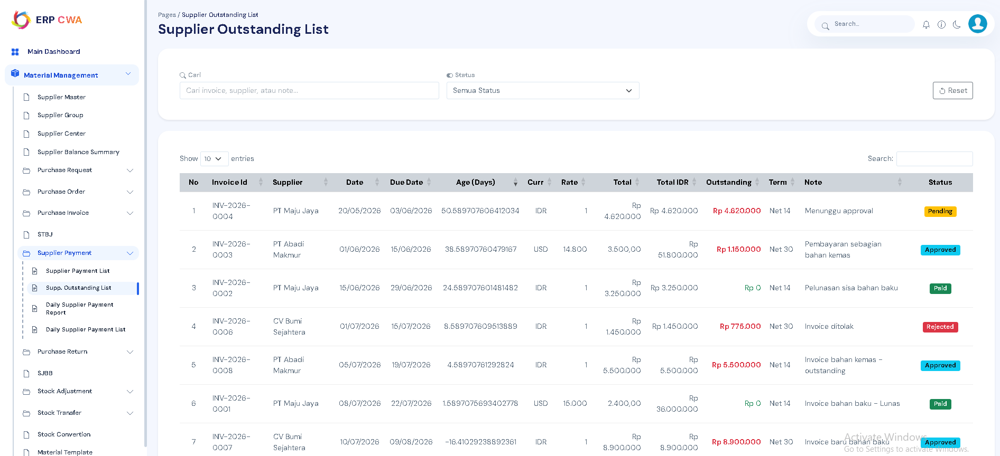 ERP CWA
Main Dashboard
Material Management
Supplier Master
Supplier Group
Supplier Center
Supplier Balance Summary
Purchase Request
Purchase Order
Purchase Invoice
STBJ
Supplier Payment
Supplier Payment List
Supp. Outstanding List
Daily Supplier Payment
Report
Daily Supplier Payment List
Purchase Return
SJBB
Stock Adjustment
Stock Transfer
Stock Convertion
Material Template
Pages / Supplier Outstanding List
Supplier Outstanding List
Search...
Cari
Status
Cari invoice, supplier, atau note...
Semua Status
Reset
Show 10 entries
Search:
No Invoice Id Supplier Date Due Date Age (Days) Curr Rate Total Total IDR Outstanding Term Note Status
1 INV-2026-0004 PT Maju Jaya 20/05/2026 03/06/2026 50.589707606412034 IDR 1 Rp 4.620.000 Rp 4.620.000 Rp 4.620.000 Net 14 Menunggu approval Pending
2 INV-2026-0003 PT Abadi Makmur 01/06/2026 15/06/2026 38.58970760479167 USD 14.800 3.500,00 Rp 51.800.000 Rp 1.150.000 Net 30 Pembayaran sebagian bahan kemas Approved
3 INV-2026-0002 PT Maju Jaya 15/06/2026 29/06/2026 24.589707601481482 IDR 1 Rp 3.250.000 Rp 3.250.000 Rp 0 Net 14 Pelunasan sisa bahan baku Paid
4 INV-2026-0006 CV Bumi Sejahtera 01/07/2026 15/07/2026 8.589707609513889 IDR 1 Rp 1.450.000 Rp 1.450.000 Rp 775.000 Net 30 Invoice ditolak Rejected
5 INV-2026-0008 PT Abadi Makmur 05/07/2026 19/07/2026 4.58970761292824 IDR 1 Rp 5.500.000 Rp 5.500.000 Rp 5.500.000 Net 14 Invoice bahan kemas - outstanding Approved
6 INV-2026-0001 PT Maju Jaya 08/07/2026 22/07/2026 1.5897075693402778 USD 15.000 2.400,00 Rp 36.000.000 Rp 0 Net 14 Invoice bahan baku - Lunas Paid
7 INV-2026-0007 CV Bumi Sejahtera 10/07/2026 09/08/2026 -16.41029238892361 IDR 1 Rp 8.900.000 Rp 8.900.000 Rp 8.900.000 Net 30 Invoice baru bahan baku Approved
Activate Windows
Go to Settings to activate Windows.